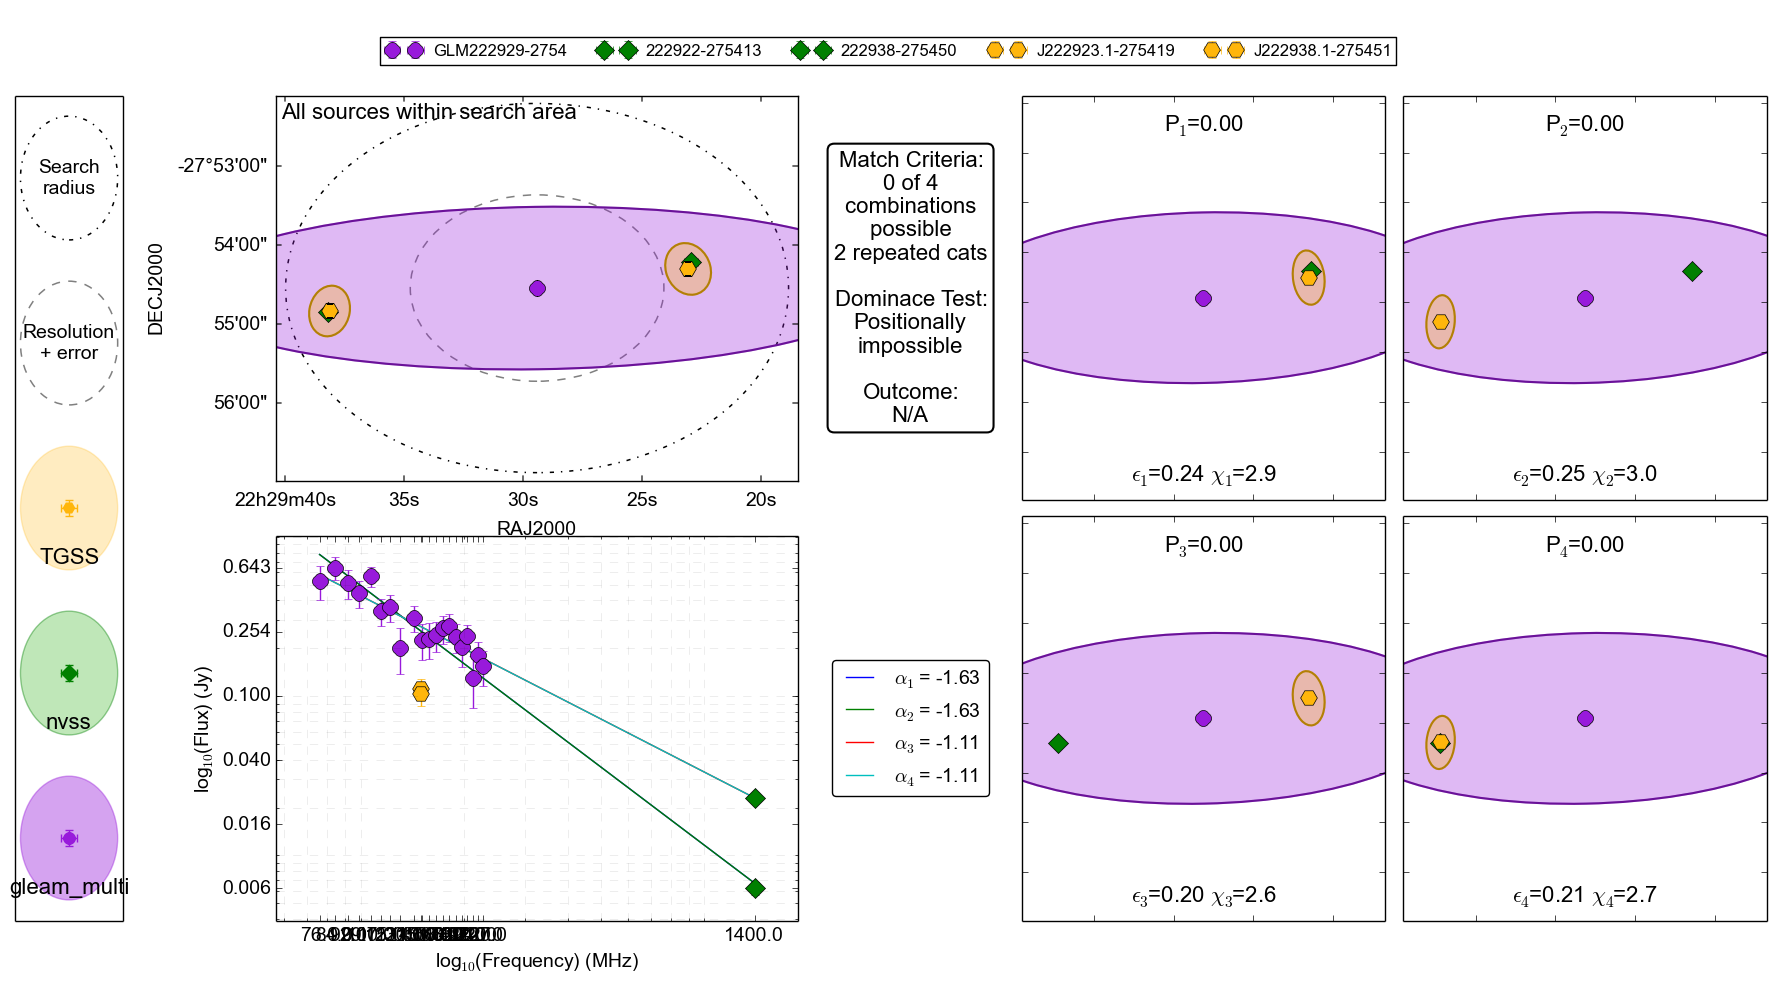 GLM222929-2754 222922-275413 222938-275450 J222923.1-275419 J222938.1-275451
Search
radius
Resolution
+ error
TGSS
nvss
gleam_multi
All sources within search area
DECJ2000
-27°53'00"
54'00"
55'00"
56'00"
22h29m40s 35s 30s 25s 20s
RAJ2000
Match Criteria:
0 of 4
combinations
possible
2 repeated cats
Dominace Test:
Positionally
impossible
Outcome:
N/A
log10(Flux) (Jy)
0.643
0.254
0.100
0.040
0.016
0.006
1400.0
log10(Frequency) (MHz)
α1 = -1.63
α2 = -1.63
α3 = -1.11
α4 = -1.11
P1=0.00
ϵ1=0.24 χ1=2.9
P2=0.00
ϵ2=0.25 χ2=3.0
P3=0.00
ϵ3=0.20 χ3=2.6
P4=0.00
ϵ4=0.21 χ4=2.7